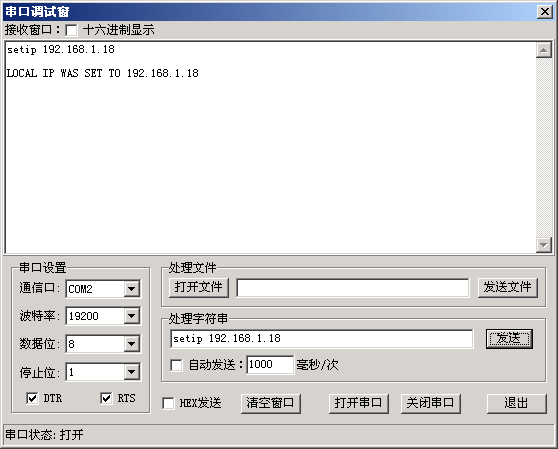 串口调试窗
接收窗口： 十六进制显示
setip 192.168.1.18
LOCAL IP WAS SET TO 192.168.1.18
串口设置
通信口: COM2
波特率: 19200
数据位: 8
停止位: 1
DTR RTS
处理文件
打开文件 发送文件
处理字符串
setip 192.168.1.18 发送
自动发送：1000 毫秒/次
HEX发送 清空窗口 打开串口 关闭串口 退出
串口状态: 打开